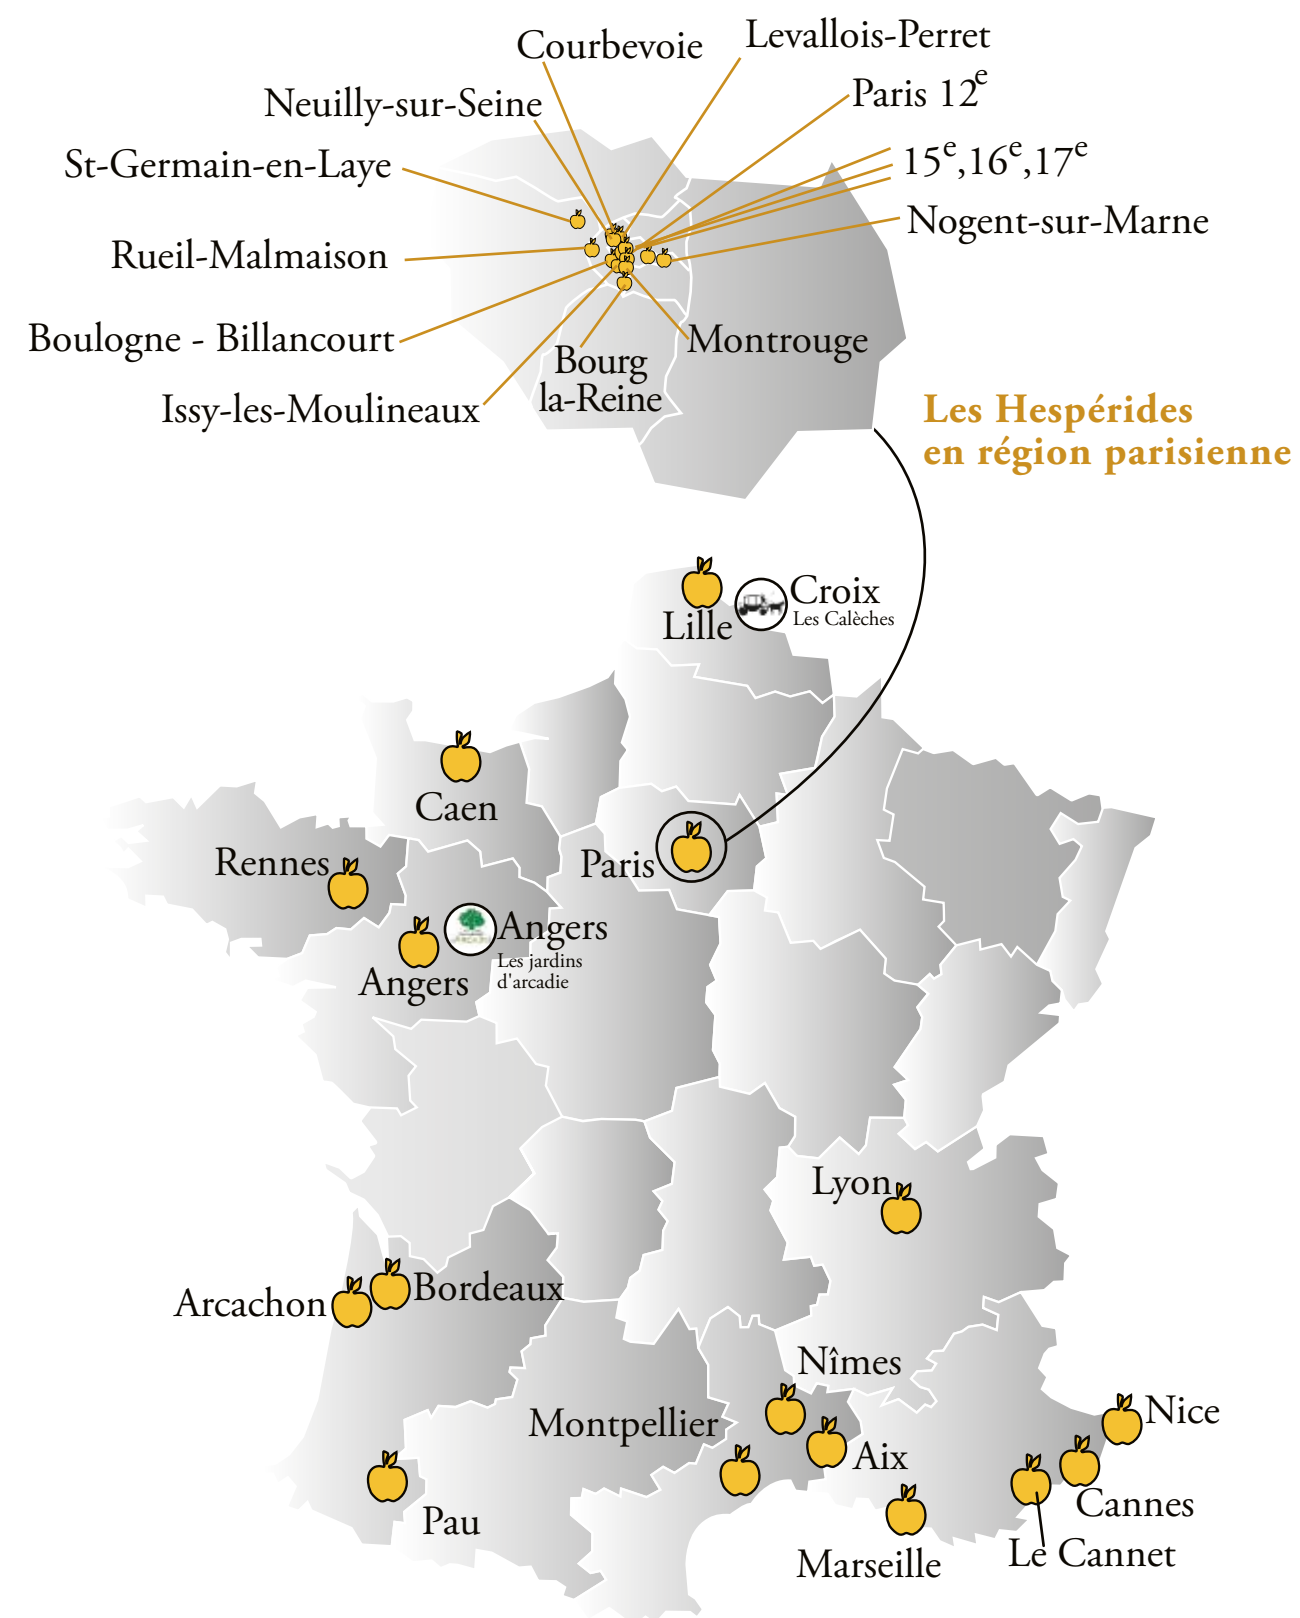 Courbevoie
Levallois-Perret
Neuilly-sur-Seine
Paris 12e
St-Germain-en-Laye
15e,16e,17e
Nogent-sur-Marne
Rueil-Malmaison
Boulogne - Billancourt
Montrouge
Bourg
la-Reine
Issy-les-Moulineaux
Les Hespérides
en région parisienne
Lille
Croix
Les Calèches
Caen
Rennes
Paris
Angers
Les jardins
d'arcadie
Angers
Lyon
Arcachon
Bordeaux
Nîmes
Montpellier
Nice
Aix
Cannes
Pau
Marseille
Le Cannet